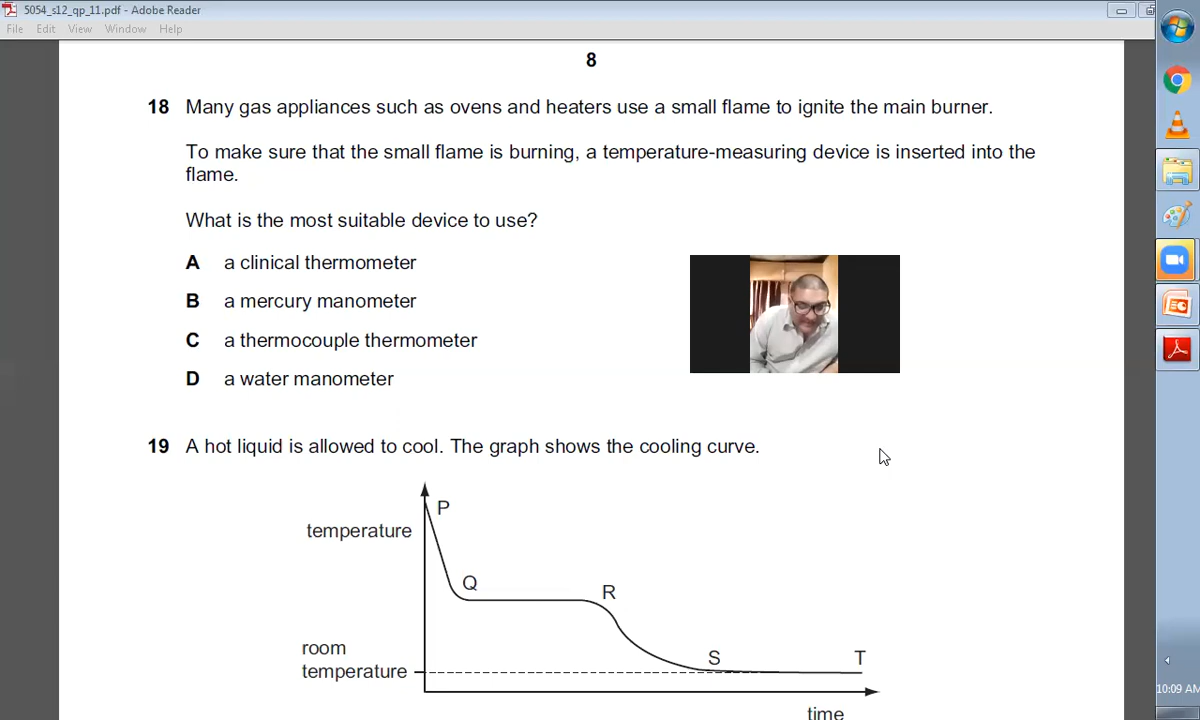 5054_s12_qp_11.pdf - Adobe Reader
File Edit View Window Help
8
18 Many gas appliances such as ovens and heaters use a small flame to ignite the main burner.
To make sure that the small flame is burning, a temperature-measuring device is inserted into the
flame.
What is the most suitable device to use?
A a clinical thermometer
B a mercury manometer
C a thermocouple thermometer
D a water manometer
19 A hot liquid is allowed to cool. The graph shows the cooling curve.
P
temperature
Q
R
room
temperature
S
T
time
10:09 AM